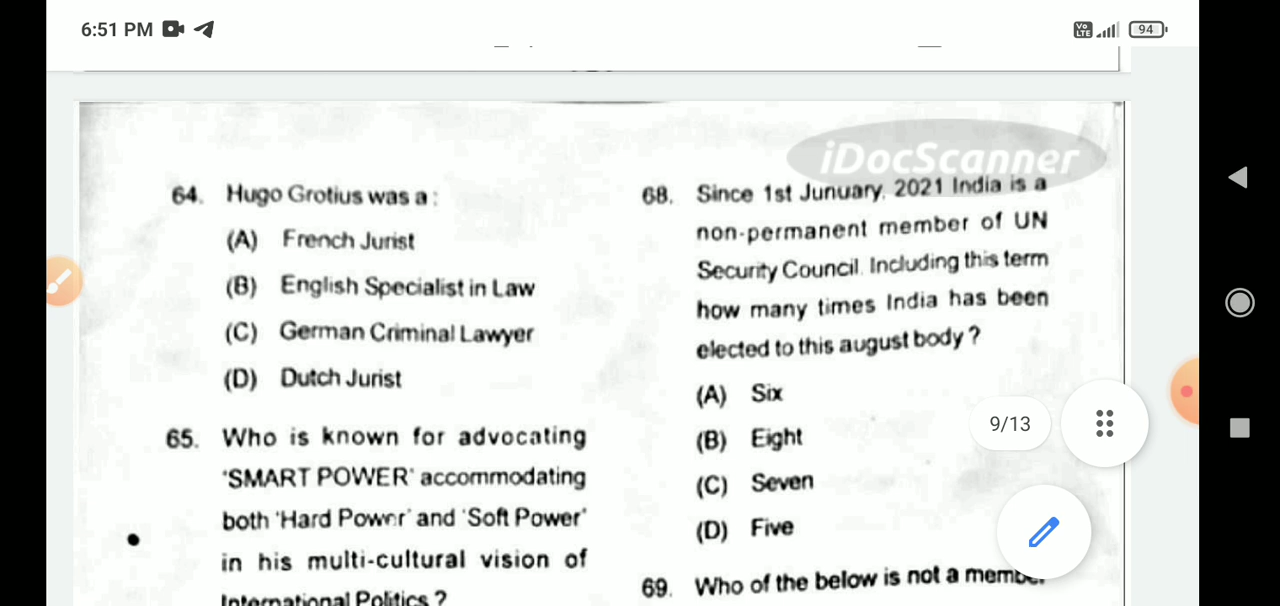 6:51 PM
Vo LTE
94
iDocScanner
64. Hugo Grotius was a :
(A) French Jurist
(B) English Specialist in Law
(C) German Criminal Lawyer
(D) Dutch Jurist
65. Who is known for advocating
'SMART POWER' accommodating
both 'Hard Power' and 'Soft Power'
in his multi-cultural vision of
International Politics ?
68. Since 1st Junuary, 2021 India is a
non-permanent member of UN
Security Council. Including this term
how many times India has been
elected to this august body ?
(A) Six
(B) Eight
(C) Seven
(D) Five
69. Who of the below is not a member
9/13